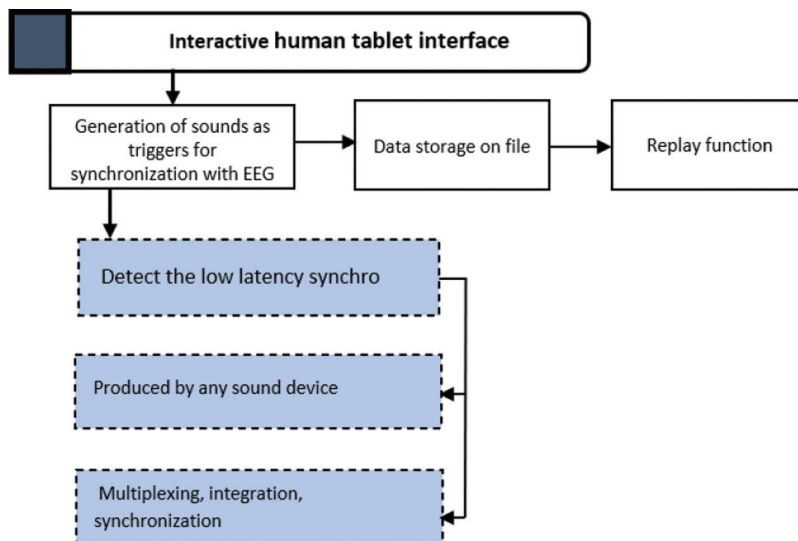 Interactive human tablet interface
Generation of sounds as
triggers for
synchronization with EEG
Data storage on file
Replay function
Detect the low latency synchro
Produced by any sound device
Multiplexing, integration,
synchronization